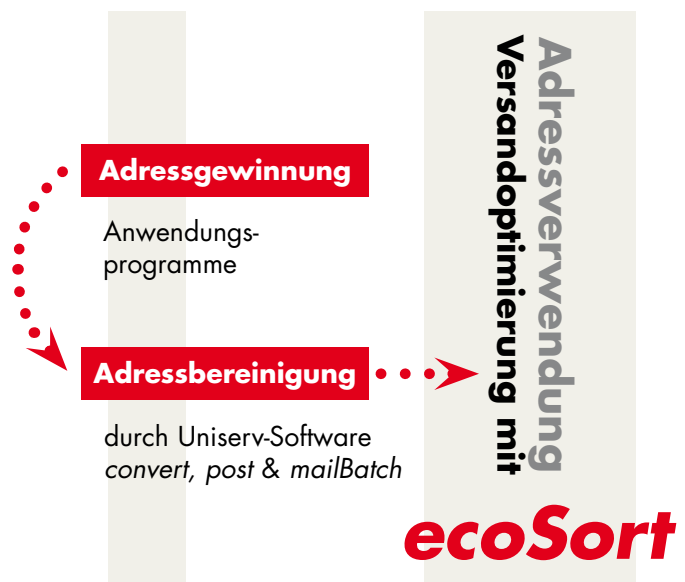 Adressgewinnung
Anwendungs-
programme
Adressbereinigung
durch Uniserv-Software
convert, post & mailBatch
Adressverwendung
Versandoptimierung mit
ecoSort